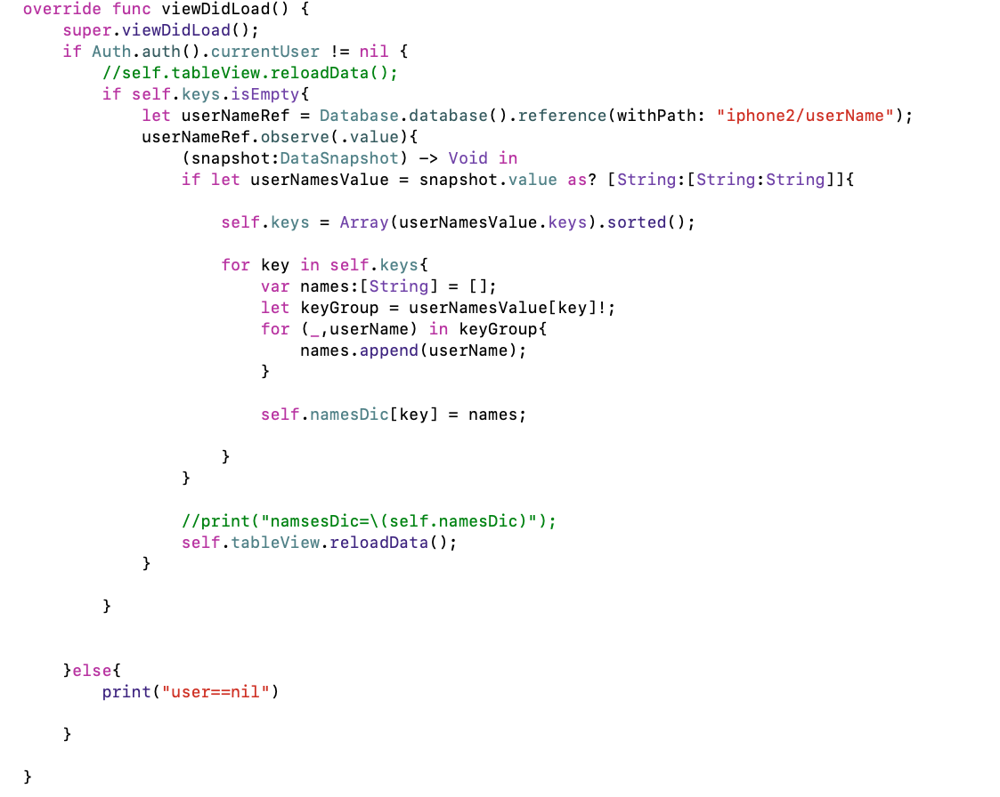 override func viewDidLoad() {
super.viewDidLoad();
if Auth.auth().currentUser != nil {
//self.tableView.reloadData();
if self.keys.isEmpty{
let userNameRef = Database.database().reference(withPath: "iphone2/userName");
userNameRef.observe(.value){
(snapshot:DataSnapshot) -> Void in
if let userNamesValue = snapshot.value as? [String:[String:String]]{
self.keys = Array(userNamesValue.keys).sorted();
for key in self.keys{
var names:[String] = [];
let keyGroup = userNamesValue[key]!;
for (_,userName) in keyGroup{
names.append(userName);
}
self.namesDic[key] = names;
}
}
//print("namsesDic=\(self.namesDic)");
self.tableView.reloadData();
}
}
}else{
print("user==nil")
}
}